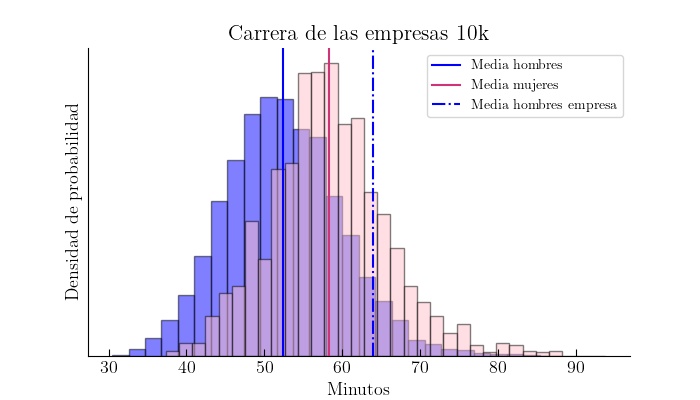 Carrera de las empresas 10k
Media hombres
Media mujeres
Media hombres empresa
Densidad de probabilidad
30 40 50 60 70 80 90
Minutos